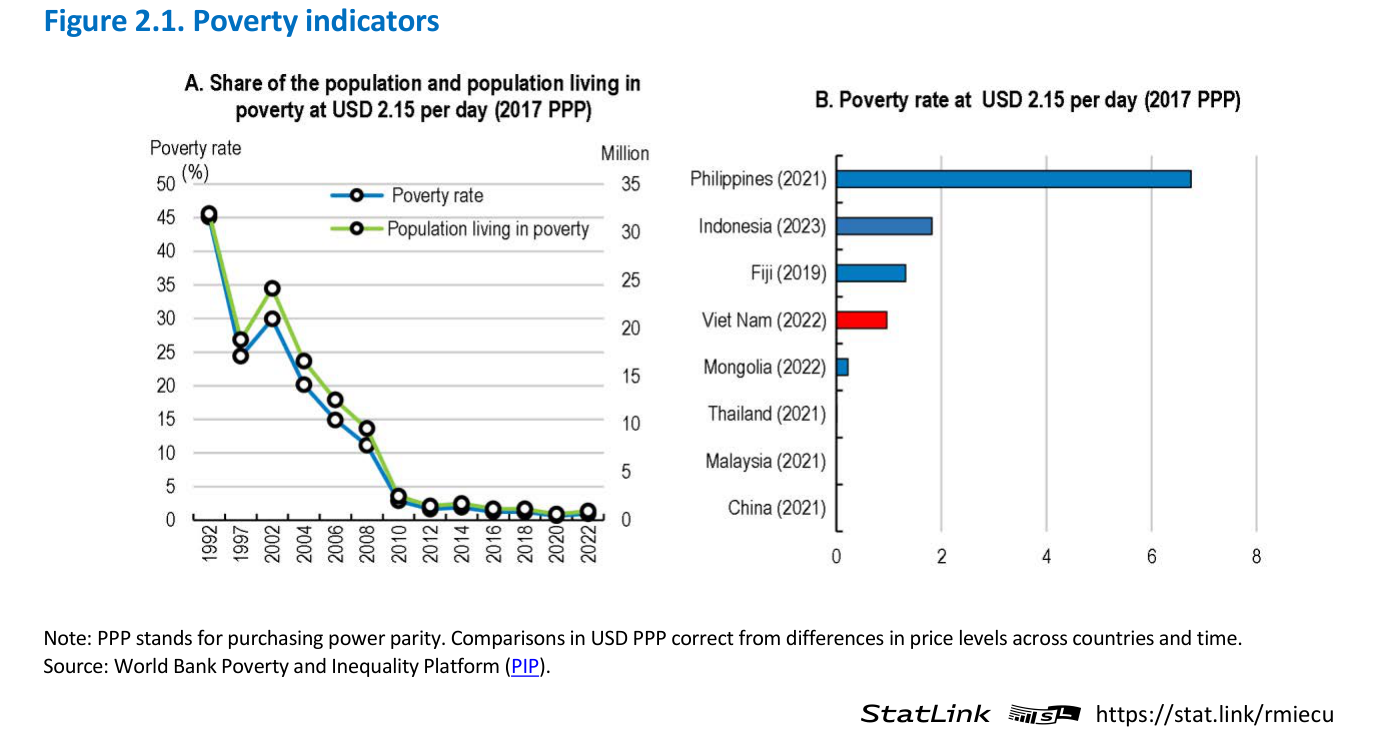 Figure 2.1. Poverty indicators
A. Share of the population and population living in
poverty at USD 2.15 per day (2017 PPP)
Poverty rate
(%)
Million
50
45
40
35
30
25
20
15
10
5
0
35
30
25
20
15
10
5
0
Poverty rate
Population living in poverty
1992
1997
2002
2004
2006
2008
2010
2012
2014
2016
2018
2020
2022
B. Poverty rate at USD 2.15 per day (2017 PPP)
Philippines (2021)
Indonesia (2023)
Fiji (2019)
Viet Nam (2022)
Mongolia (2022)
Thailand (2021)
Malaysia (2021)
China (2021)
0 2 4 6 8
Note: PPP stands for purchasing power parity. Comparisons in USD PPP correct from differences in price levels across countries and time.
Source: World Bank Poverty and Inequality Platform (PIP).
StatLink SL https://stat.link/rmiecu